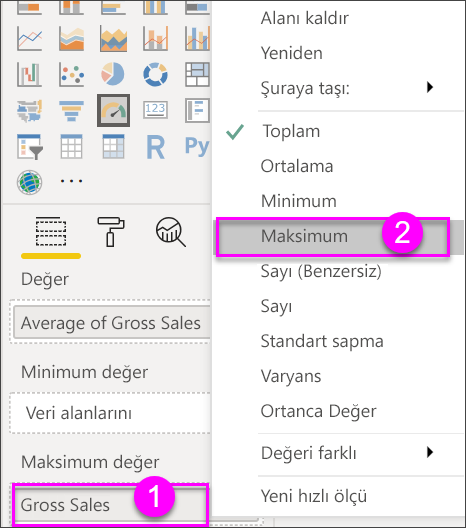 123
R
Py
Değer
Average of Gross Sales
Minimum değer
Veri alanlarını
Maksimum değer
Gross Sales
1
Alanı kaldır
Yeniden
Şuraya taşı:
Toplam
Ortalama
Minimum
Maksimum
2
Sayı (Benzersiz)
Sayı
Standart sapma
Varyans
Ortanca Değer
Değeri farklı
Yeni hızlı ölçü